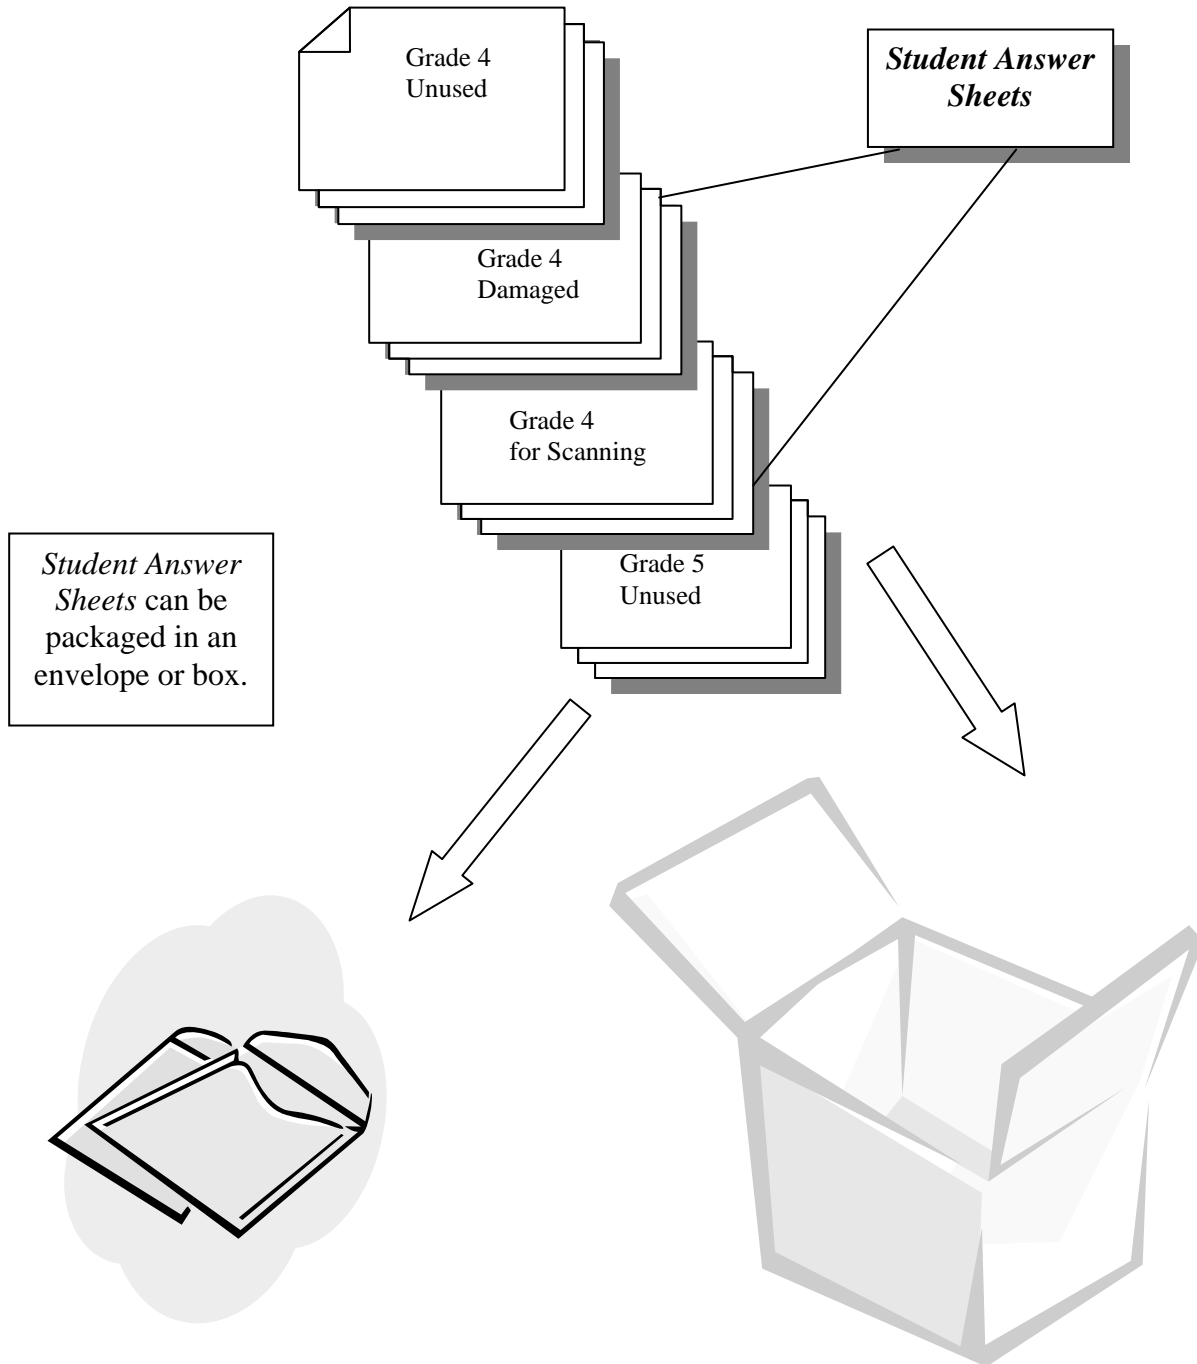 Grade 4
Unused
Student Answer
Sheets
Grade 4
Damaged
Grade 4
for Scanning
Grade 5
Unused
Student Answer
Sheets can be
packaged in an
envelope or box.